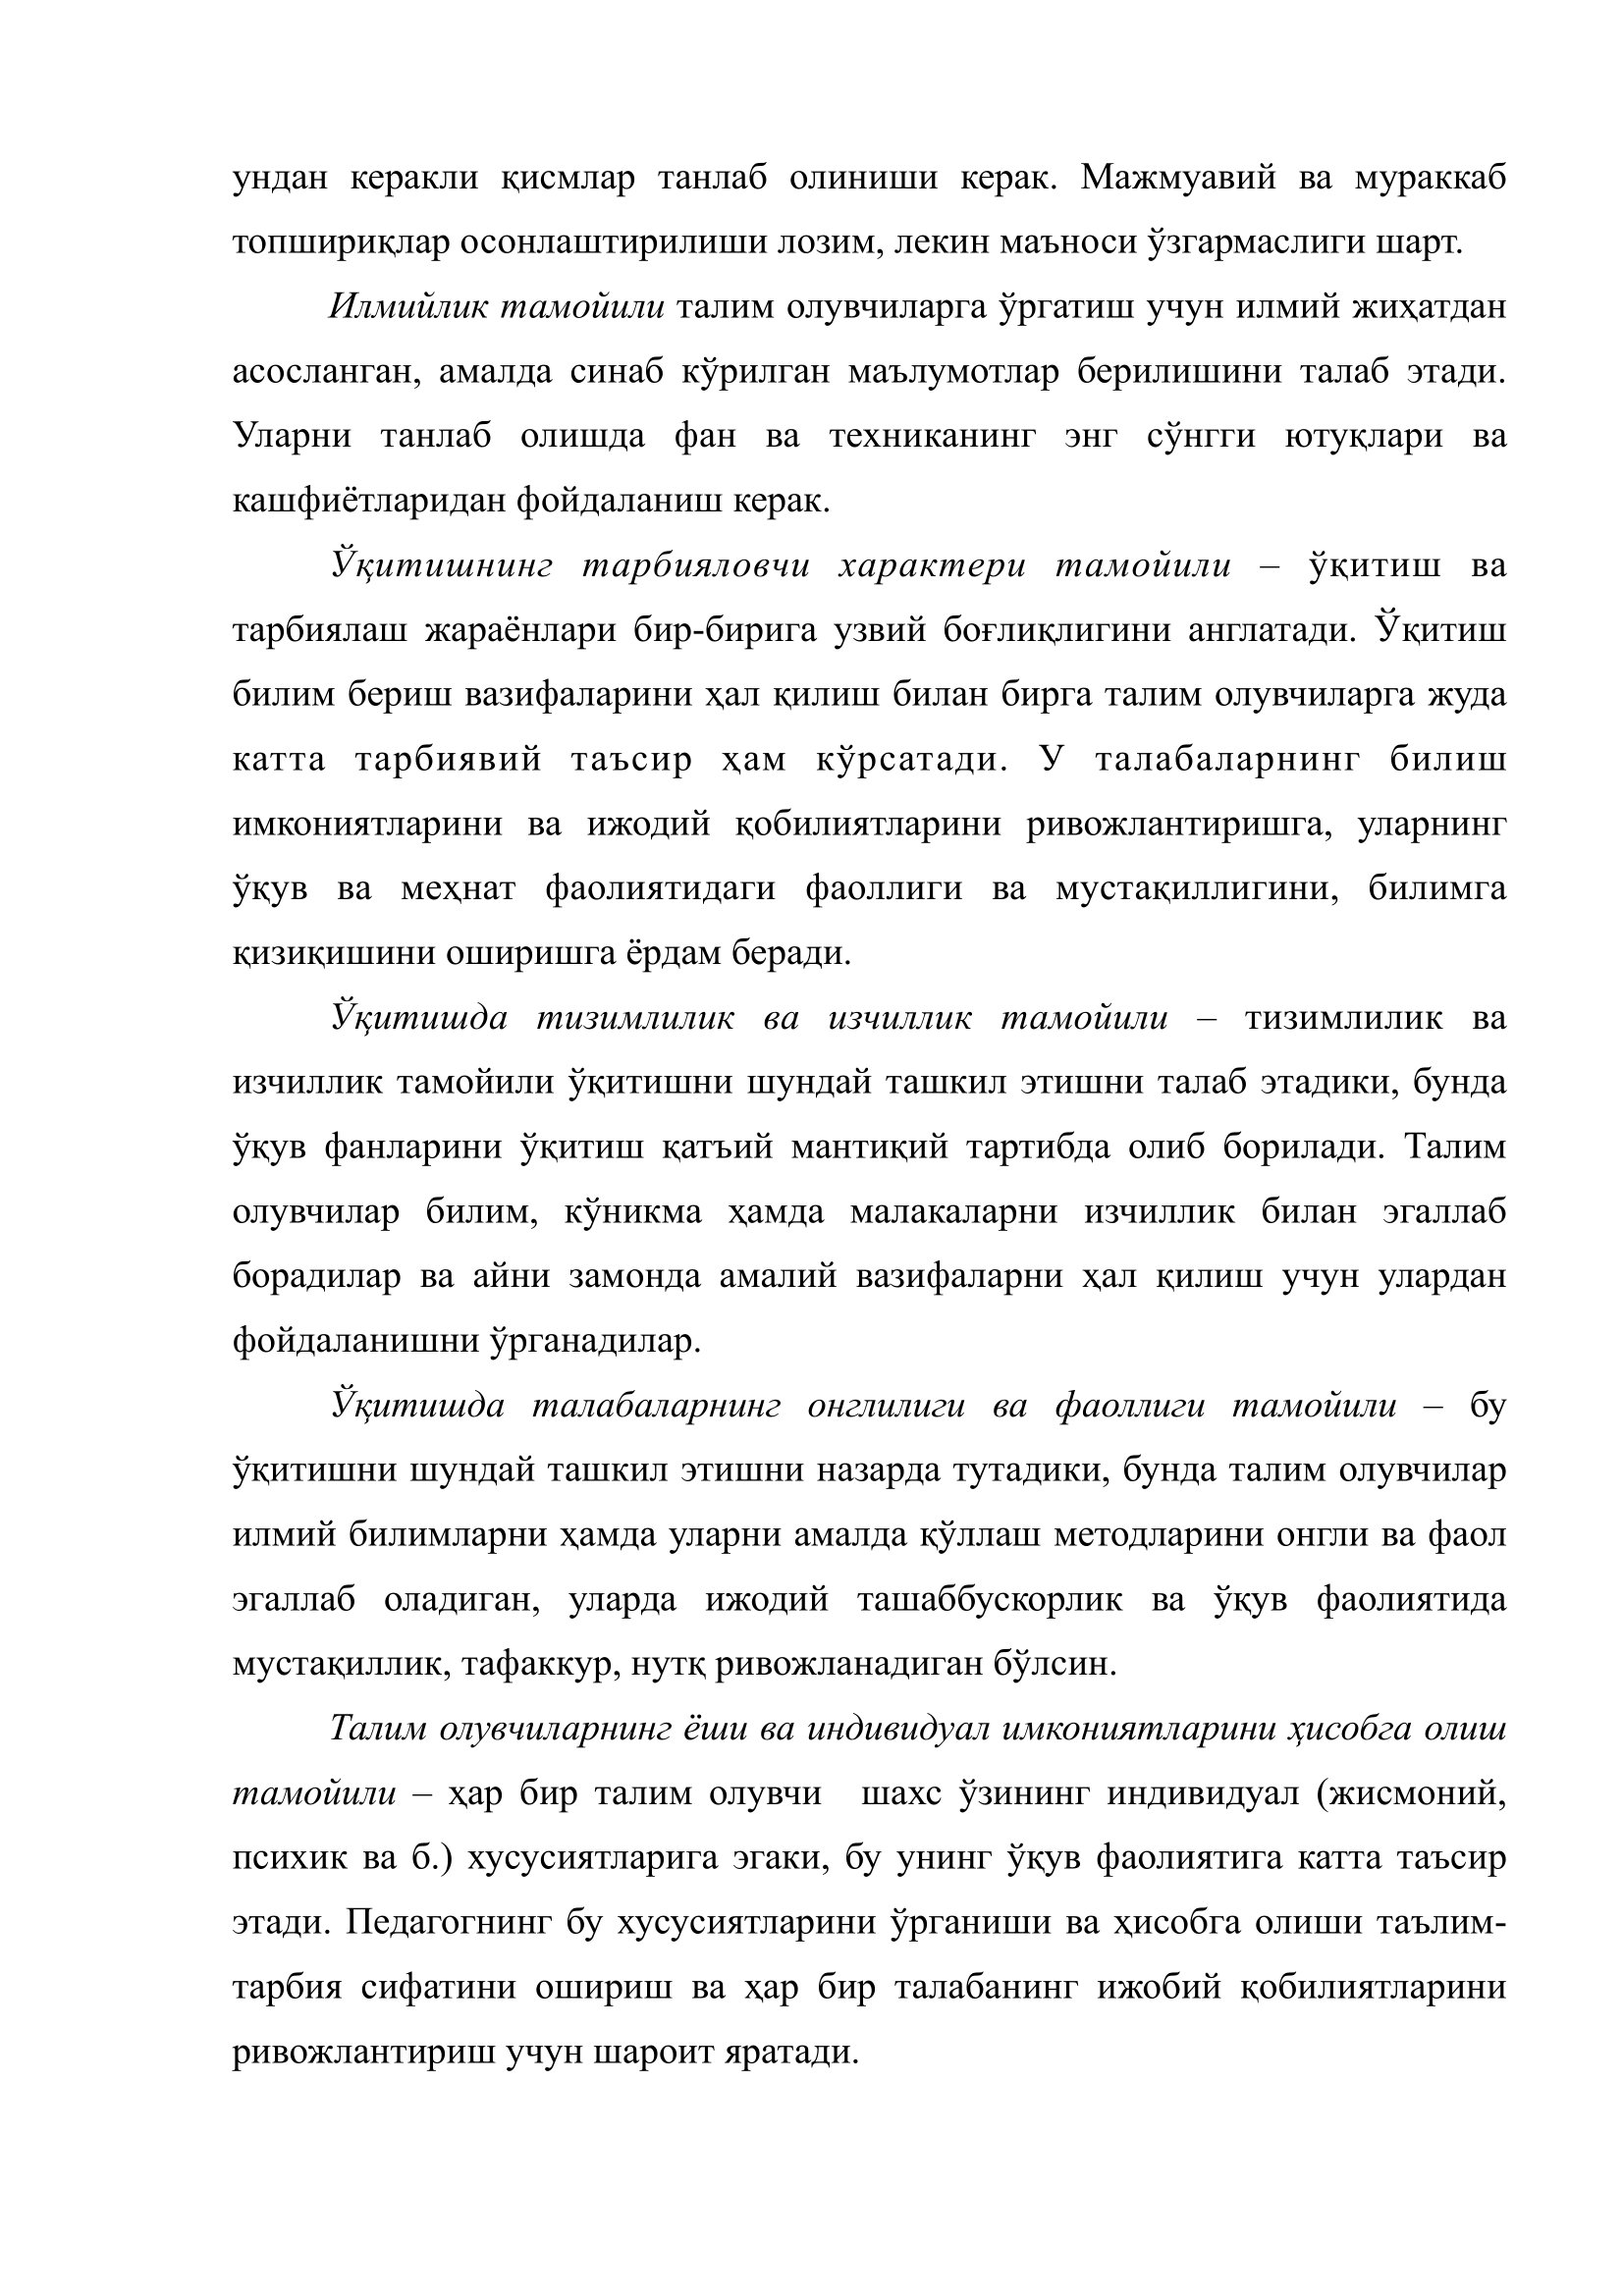 ундан керакли қисмлар танлаб олиниши керак. Мажмуавий ва мураккаб
топшириқлар осонлаштирилиши лозим, лекин маъноси ўзгармаслиги шарт.
Илмийлик тамойили талим олувчиларга ўргатиш учун илмий жиҳатдан
асосланган, амалда синаб кўрилган маълумотлар берилишини талаб этади.
Уларни танлаб олишда фан ва техниканинг энг сўнгги ютуқлари ва
кашфиётларидан фойдаланиш керак.
Ўқитишнинг тарбияловчи характери тамойили – ўқитиш ва
тарбиялаш жараёнлари бир-бирига узвий боғлиқлигини англатади. Ўқитиш
билим бериш вазифаларини ҳал қилиш билан бирга талим олувчиларга жуда
катта тарбиявий таъсир ҳам кўрсатади. У талабаларнинг билиш
имкониятларини ва ижодий қобилиятларини ривожлантиришга, уларнинг
ўқув ва меҳнат фаолиятидаги фаоллиги ва мустақиллигини, билимга
қизиқишини оширишга ёрдам беради.
Ўқитишда тизимлилик ва изчиллик тамойили – тизимлилик ва
изчиллик тамойили ўқитишни шундай ташкил этишни талаб этадики, бунда
ўқув фанларини ўқитиш қатъий мантиқий тартибда олиб борилади. Талим
олувчилар билим, кўникма ҳамда малакаларни изчиллик билан эгаллаб
борадилар ва айни замонда амалий вазифаларни ҳал қилиш учун улардан
фойдаланишни ўрганадилар.
Ўқитишда талабаларнинг онглилиги ва фаоллиги тамойили – бу
ўқитишни шундай ташкил этишни назарда тутадики, бунда талим олувчилар
илмий билимларни ҳамда уларни амалда қўллаш методларини онгли ва фаол
эгаллаб оладиган, уларда ижодий ташаббускорлик ва ўқув фаолиятида
мустақиллик, тафаккур, нутқ ривожланадиган бўлсин.
Талим олувчиларнинг ёши ва индивидуал имкониятларини ҳисобга олиш
тамойили – ҳар бир талим олувчи шахс ўзининг индивидуал (жисмоний,
психик ва б.) хусусиятларига эгаки, бу унинг ўқув фаолиятига катта таъсир
этади. Педагогнинг бу хусусиятларини ўрганиши ва ҳисобга олиши таълим-
тарбия сифатини ошириш ва ҳар бир талабанинг ижобий қобилиятларини
ривожлантириш учун шароит яратади.